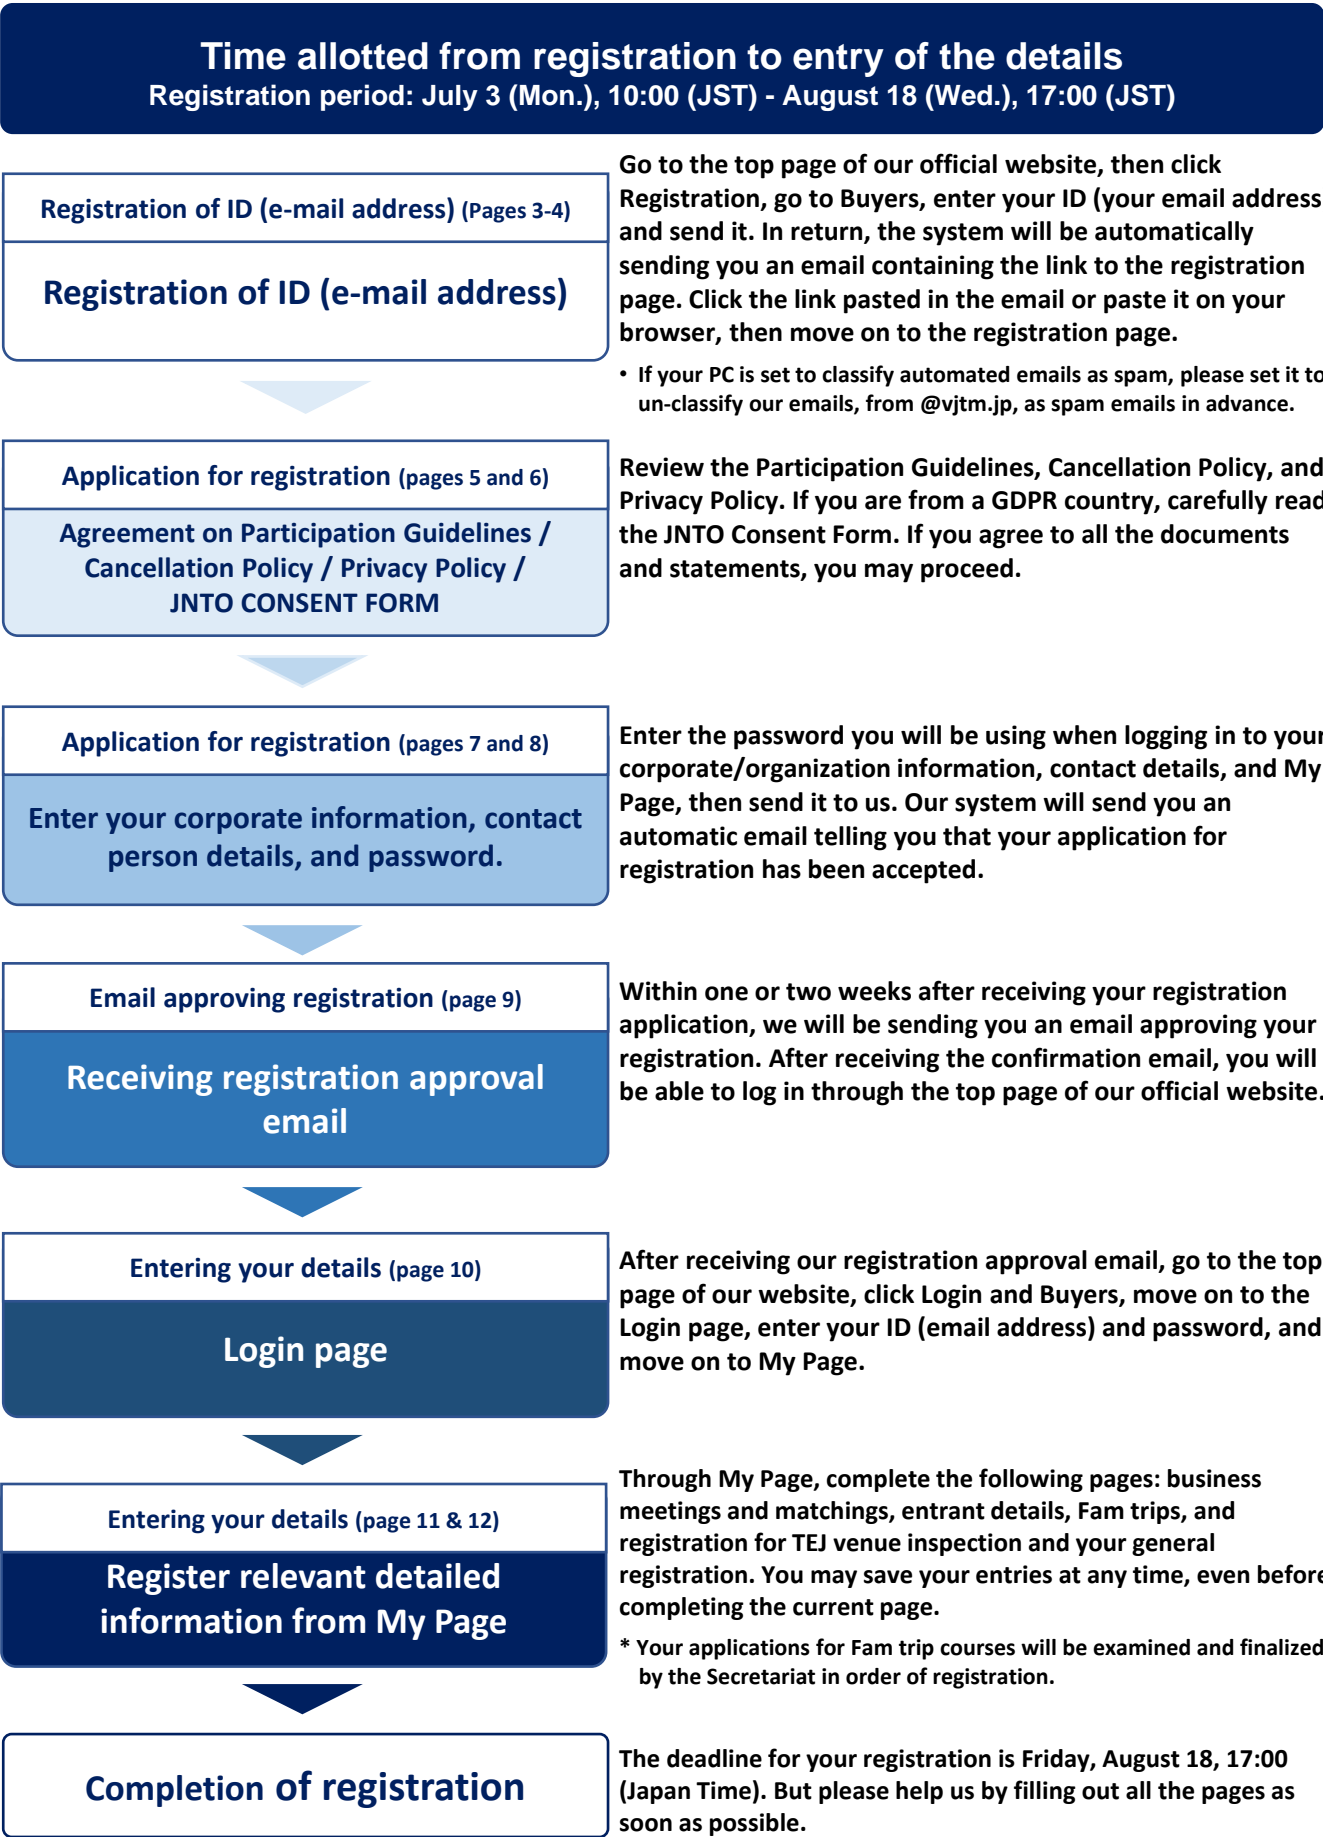 Time allotted from registration to entry of the details
Registration period: July 3 (Mon.), 10:00 (JST) - August 18 (Wed.), 17:00 (JST)
Registration of ID (e-mail address) (Pages 3-4)
Registration of ID (e-mail address)
Go to the top page of our official website, then click
Registration, go to Buyers, enter your ID (your email address
and send it. In return, the system will be automatically
sending you an email containing the link to the registration
page. Click the link pasted in the email or paste it on your
browser, then move on to the registration page.
• If your PC is set to classify automated emails as spam, please set it to
un-classify our emails, from @vjtm.jp, as spam emails in advance.
Application for registration (pages 5 and 6)
Agreement on Participation Guidelines /
Cancellation Policy / Privacy Policy /
JNTO CONSENT FORM
Review the Participation Guidelines, Cancellation Policy, and
Privacy Policy. If you are from a GDPR country, carefully read
the JNTO Consent Form. If you agree to all the documents
and statements, you may proceed.
Application for registration (pages 7 and 8)
Enter your corporate information, contact
person details, and password.
Enter the password you will be using when logging in to your
corporate/organization information, contact details, and My
Page, then send it to us. Our system will send you an
automatic email telling you that your application for
registration has been accepted.
Email approving registration (page 9)
Receiving registration approval
email
Within one or two weeks after receiving your registration
application, we will be sending you an email approving your
registration. After receiving the confirmation email, you will
be able to log in through the top page of our official website.
Entering your details (page 10)
Login page
After receiving our registration approval email, go to the top
page of our website, click Login and Buyers, move on to the
Login page, enter your ID (email address) and password, and
move on to My Page.
Entering your details (page 11 & 12)
Register relevant detailed
information from My Page
Through My Page, complete the following pages: business
meetings and matchings, entrant details, Fam trips, and
registration for TEJ venue inspection and your general
registration. You may save your entries at any time, even before
completing the current page.
* Your applications for Fam trip courses will be examined and finalized
by the Secretariat in order of registration.
Completion of registration
The deadline for your registration is Friday, August 18, 17:00
(Japan Time). But please help us by filling out all the pages as
soon as possible.